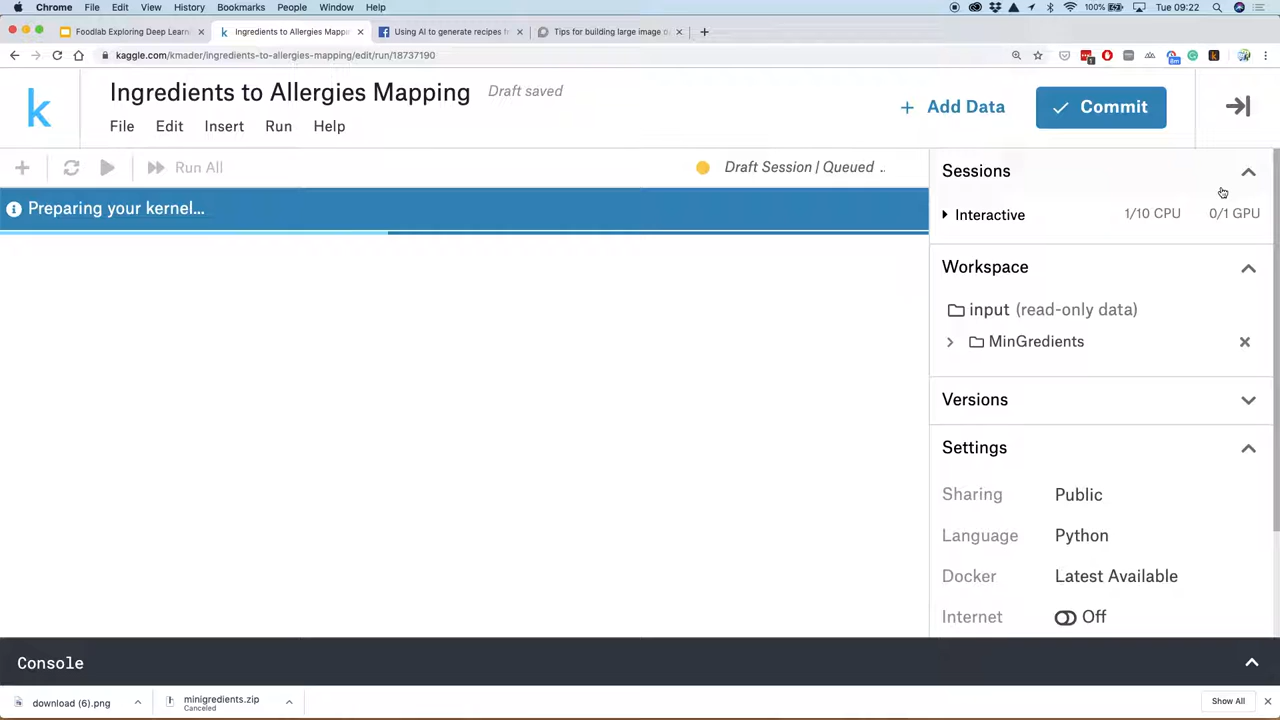 Chrome File Edit View History Bookmarks People Window Help
100% Tue 09:22
Foodlab Exploring Deep Learni
Ingredients to Allergies Mappi
Using AI to generate recipes f
Tips for building large image
kaggle.com/kmader/ingredients-to-allergies-mapping/edit/run/18737190
k
Ingredients to Allergies Mapping
Draft saved
File Edit Insert Run Help
+ Add Data
Commit
Run All
Draft Session | Queued ..
Preparing your kernel...
Sessions
Interactive
1/10 CPU
0/1 GPU
Workspace
input (read-only data)
MinGredients
Versions
Settings
Sharing Public
Language Python
Docker Latest Available
Internet Off
Console
download (6).png
minigredients.zip
Canceled
Show All